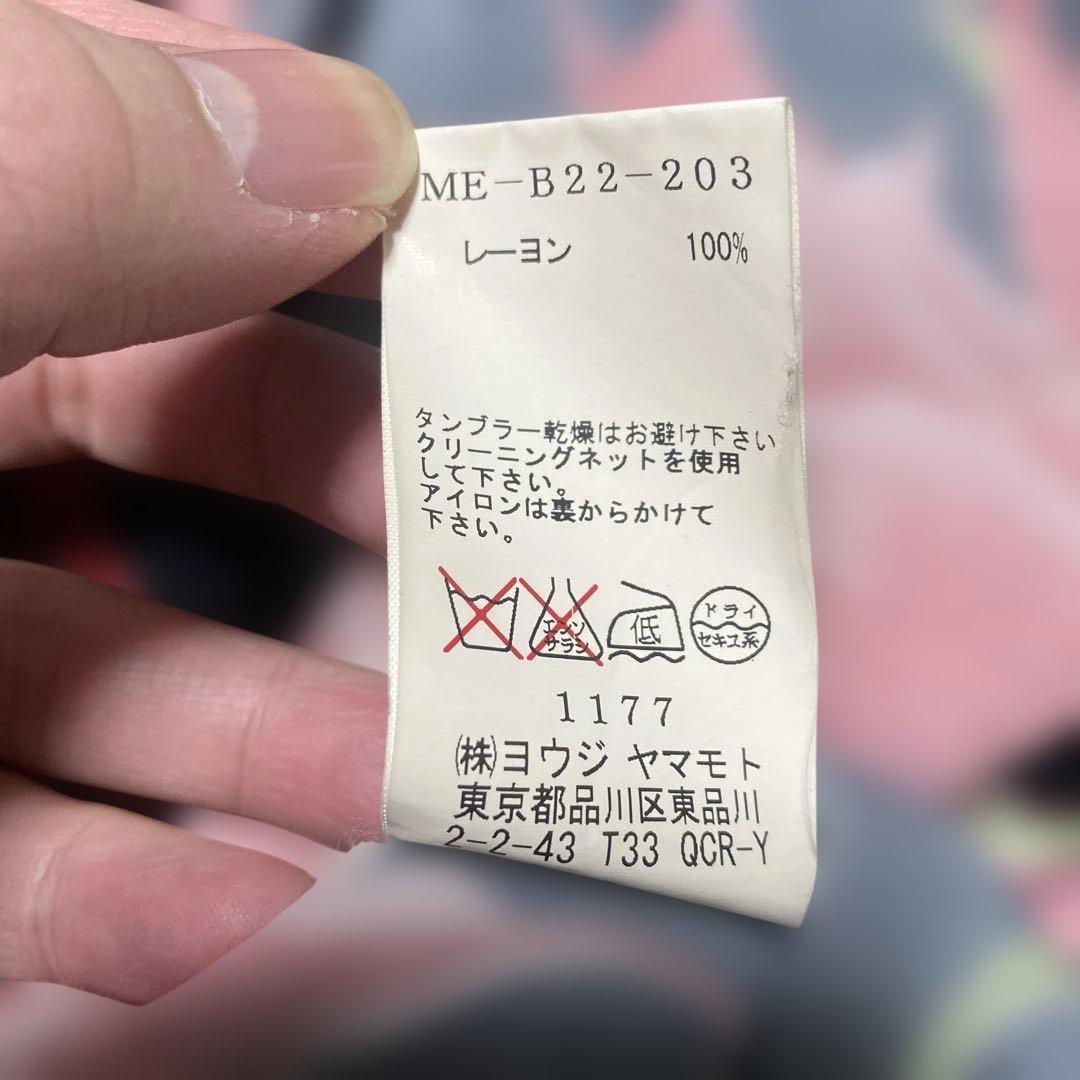 ME-B22-203
レーヨン 100%
タンブラー乾燥はお避け下さい
クリーニングネットを使用
して下さい。
アイロンは裏からかけて
下さい。
エンソ
サラシ
低
ドライ
セキユ系
1177
㈱ヨウジ ヤマモト
東京都品川区東品川
2-2-43 T33 QCR-Y